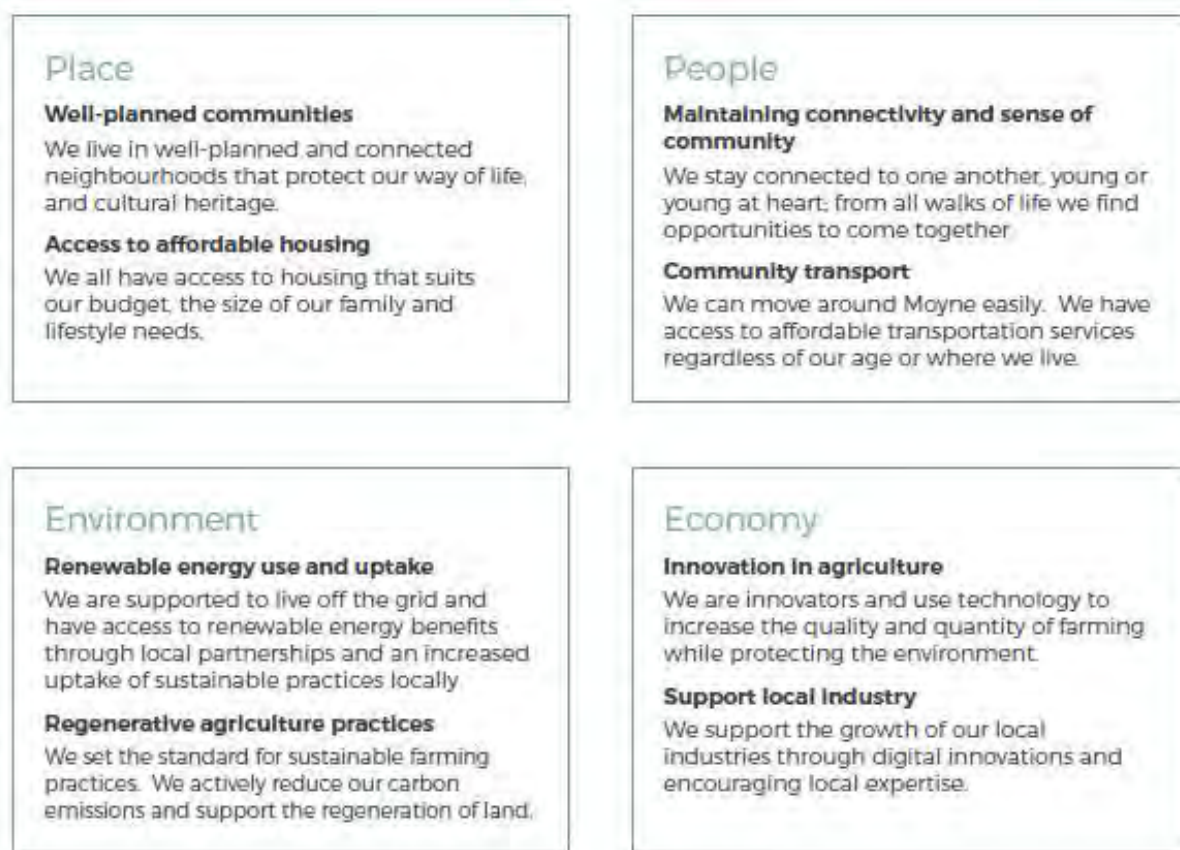 Place
Well-planned communities
We live in well-planned and connected
neighbourhoods that protect our way of life,
and cultural heritage.
Access to affordable housing
We all have access to housing that suits
our budget, the size of our family and
lifestyle needs.
People
Maintaining connectivity and sense of
community
We stay connected to one another, young or
young at heart; from all walks of life we find
opportunities to come together.
Community transport
We can move around Moyne easily. We have
access to affordable transportation services
regardless of our age or where we live.
Environment
Renewable energy use and uptake
We are supported to live off the grid and
have access to renewable energy benefits
through local partnerships and an increased
uptake of sustainable practices locally.
Regenerative agriculture practices
We set the standard for sustainable farming
practices. We actively reduce our carbon
emissions and support the regeneration of land.
Economy
Innovation in agriculture
We are innovators and use technology to
increase the quality and quantity of farming
while protecting the environment.
Support local industry
We support the growth of our local
industries through digital innovations and
encouraging local expertise.